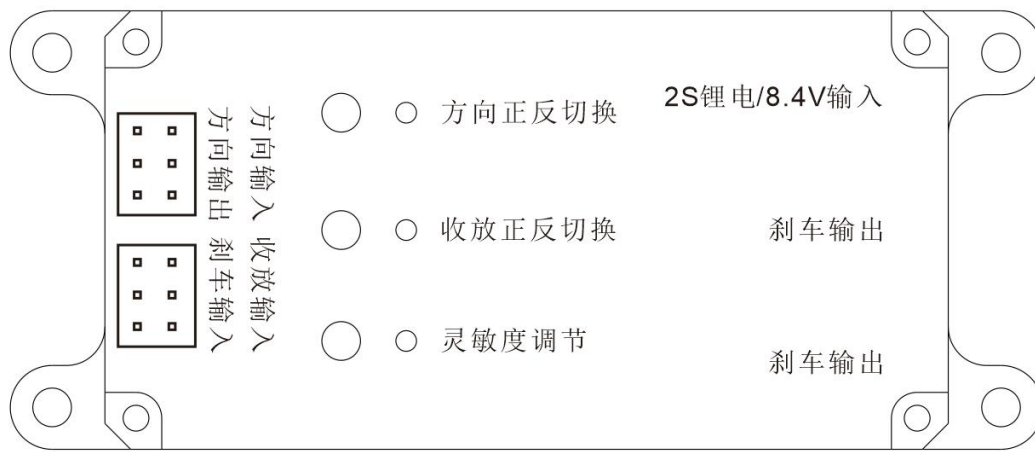 方向输入
方向输出
收放输入
刹车输入
方向正反切换
收放正反切换
灵敏度调节
2S锂电/8.4V输入
刹车输出
刹车输出